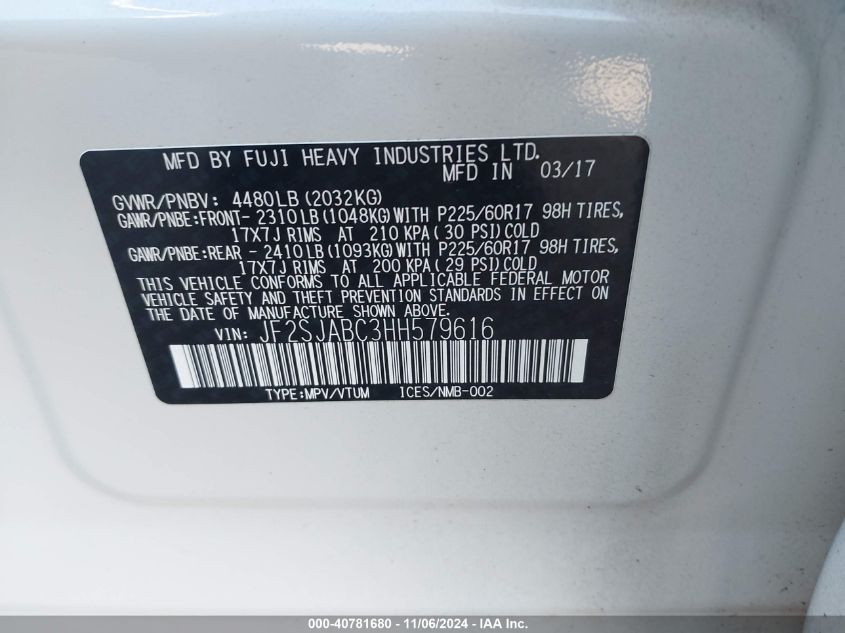 MFD BY FUJI HEAVY INDUSTRIES LTD.
MFD IN 03/17
GVWR/PNBV: 4480LB (2032KG)
GAWR/PNBE:FRONT- 2310LB (1048KG)WITH P225/60R17 98H TIRES,
17X7J RIMS AT 210 KPA( 30 PSI)COLD
GAWR/PNBE:REAR - 2410LB (1093KG)WITH P225/60R17 98H TIRES,
17X7J RIMS AT 200 KPA( 29 PSI)COLD
THIS VEHICLE CONFORMS TO ALL APPLICABLE FEDERAL MOTOR
VEHICLE SAFETY AND THEFT PREVENTION STANDARDS IN EFFECT ON
THE DATE OF MANUFACTURE SHOWN ABOVE.
VIN: JF2SJABC3HH579616
TYPE:MPV/VTUM ICES/NMB-002
000-40781680 - 11/06/2024 - IAA Inc.